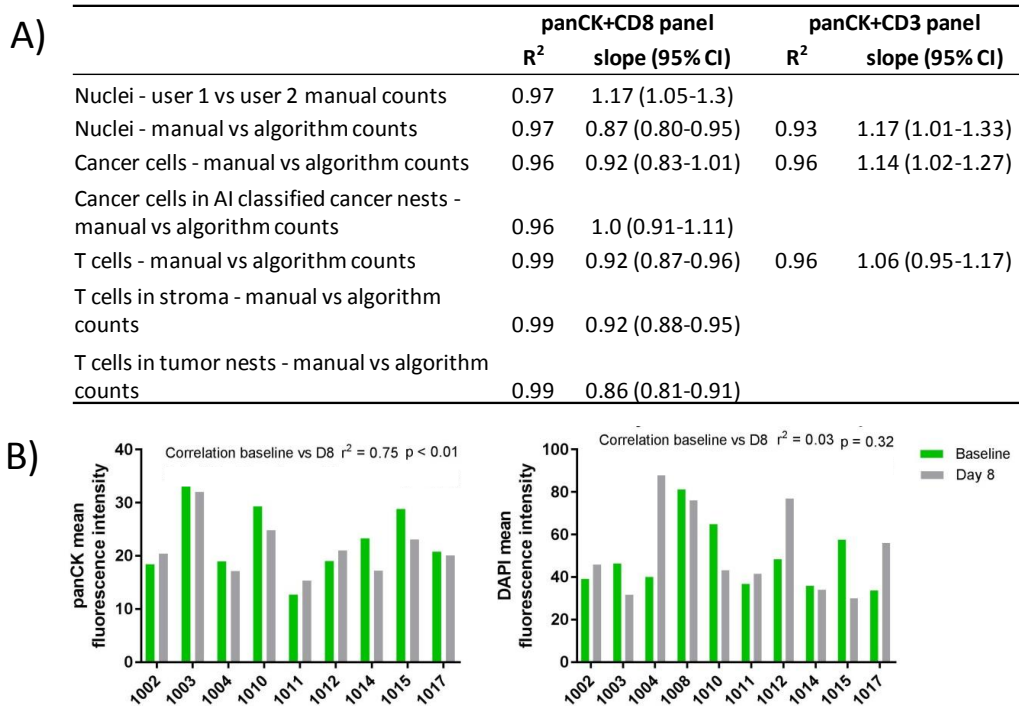 A)
panCK+CD8 panel panCK+CD3 panel
R² slope (95% CI) R² slope (95% CI)
Nuclei - user 1 vs user 2 manual counts 0.97 1.17 (1.05-1.3)
Nuclei - manual vs algorithm counts 0.97 0.87 (0.80-0.95) 0.93 1.17 (1.01-1.33)
Cancer cells - manual vs algorithm counts 0.96 0.92 (0.83-1.01) 0.96 1.14 (1.02-1.27)
Cancer cells in AI classified cancer nests -
manual vs algorithm counts 0.96 1.0 (0.91-1.11)
T cells - manual vs algorithm counts 0.99 0.92 (0.87-0.96) 0.96 1.06 (0.95-1.17)
T cells in stroma - manual vs algorithm
counts 0.99 0.92 (0.88-0.95)
T cells in tumor nests - manual vs algorithm
counts 0.99 0.86 (0.81-0.91)
B)
Correlation baseline vs D8 r² = 0.75 p < 0.01
panCK mean
fluorescence intensity
40
30
20
10
0
1002 1003 1004 1010 1011 1012 1014 1015 1017
Correlation baseline vs D8 r² = 0.03 p = 0.32
DAPI mean
fluorescence intensity
100
80
60
40
20
0
1002 1003 1004 1008 1010 1011 1012 1014 1015 1017
Baseline
Day 8